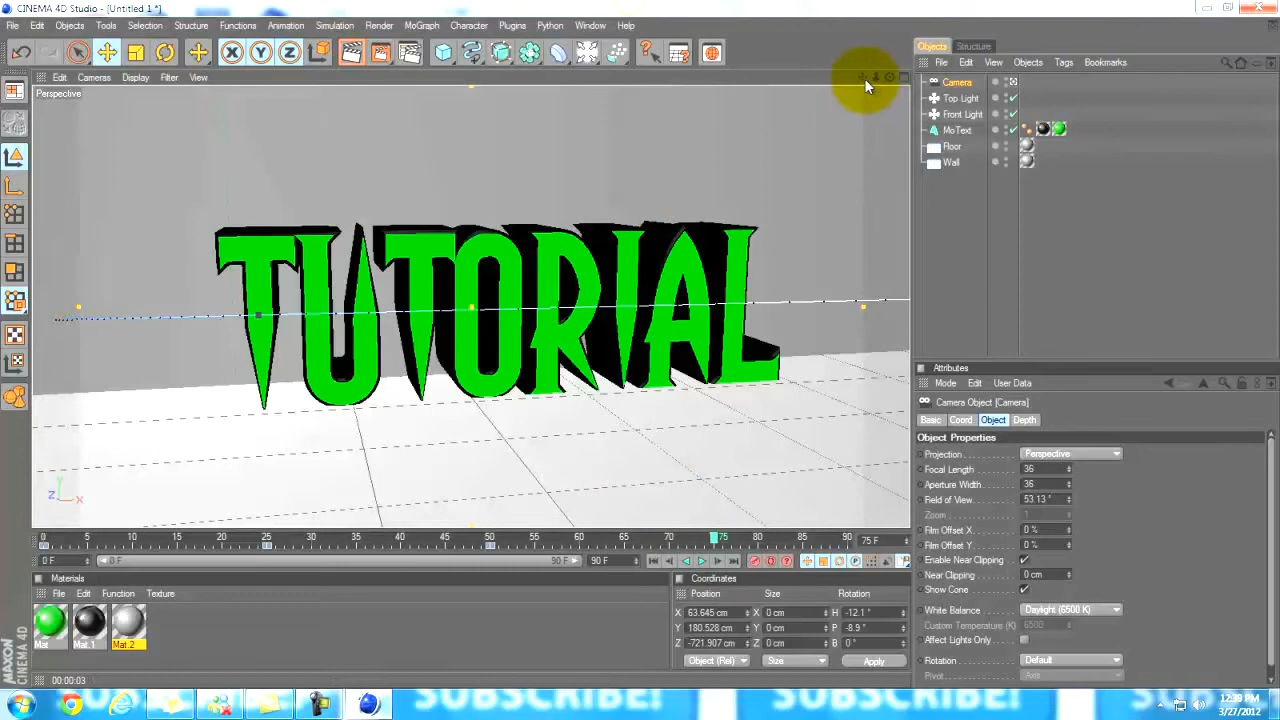 CINEMA 4D Studio - [Untitled 1 *]
File Edit Objects Tools Selection Structure Functions Animation Simulation Render MoGraph Character Plugins Python Window Help
Edit Cameras Display Filter View
Perspective
TUTORIAL
Y
Z X
0 5 10 15 20 25 30 35 40 45 50 55 60 65 70 75 80 85 90 75 F
0 F 0 F 90 F 90 F
Materials
File Edit Function Texture
Mat Mat.1 Mat.2
MAXON
CINEMA 4D
00:00:03
Coordinates
Position Size Rotation
X 63.645 cm X 0 cm H -12.1 °
Y 180.528 cm Y 0 cm P -8.9 °
Z -721.907 cm Z 0 cm B 0 °
Object (Rel) Size Apply
Objects Structure
File Edit View Objects Tags Bookmarks
Camera
Top Light
Front Light
MoText
Floor
Wall
Attributes
Mode Edit User Data
Camera Object [Camera]
Basic Coord Object Depth
Object Properties
Projection Perspective
Focal Length 36
Aperture Width 36
Field of View 53.13 °
Zoom 1
Film Offset X 0 %
Film Offset Y 0 %
Enable Near Clipping
Near Clipping 0 cm
Show Cone
White Balance Daylight (6500 K)
Custom Temperature (K) 6500
Affect Lights Only
Rotation Default
Pivot Axis
SUBSCRIBE!
12:39 PM
3/27/2012